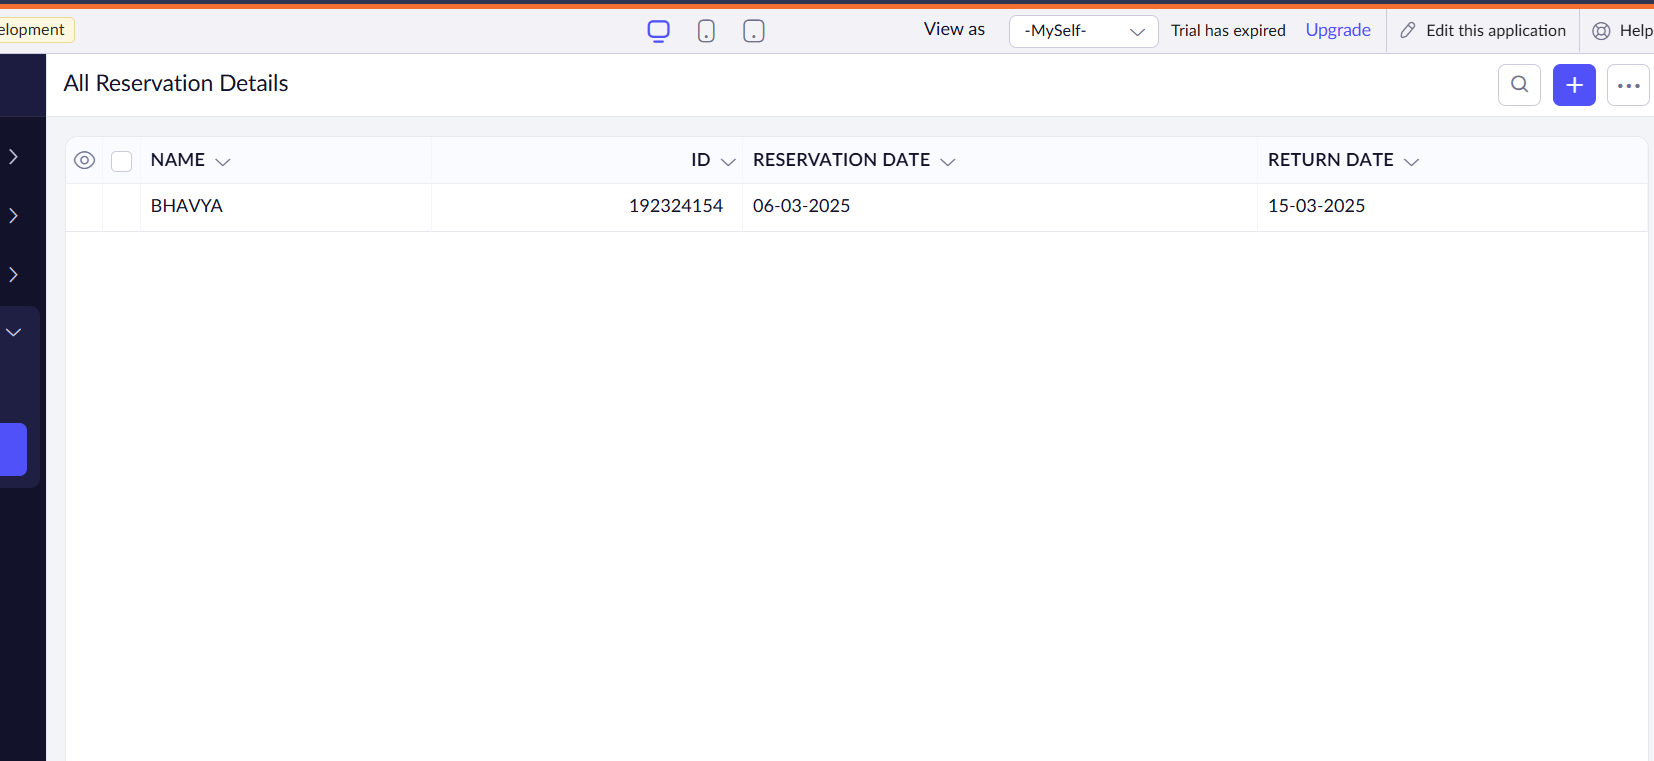 View as -MySelf- Trial has expired Upgrade Edit this application Help
All Reservation Details
NAME ID RESERVATION DATE RETURN DATE
BHAVYA 192324154 06-03-2025 15-03-2025